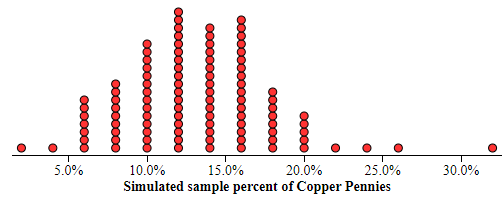 5.0% 10.0% 15.0% 20.0% 25.0% 30.0%
Simulated sample percent of Copper Pennies